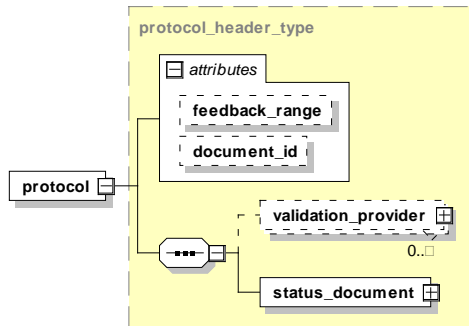 protocol_header_type
attributes
feedback_range
document_id
protocol
validation_provider
0..□
status_document